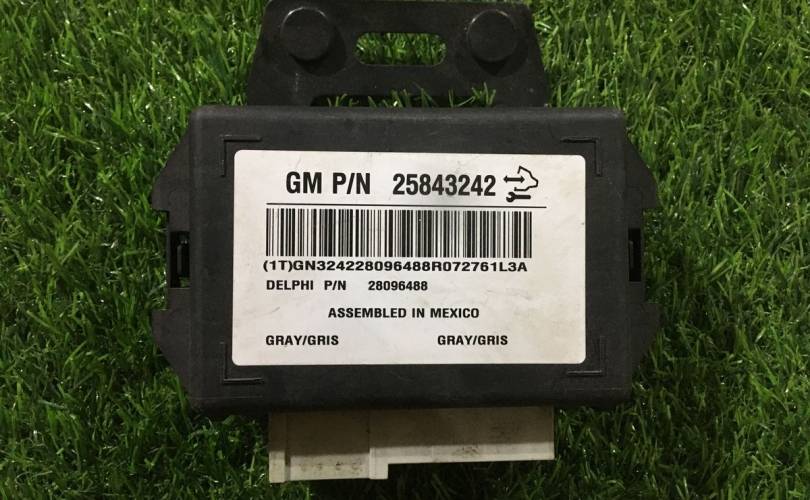 GM P/N 25843242
(1T)GN324228096488R072761L3A
DELPHI P/N 28096488
ASSEMBLED IN MEXICO
GRAY/GRIS GRAY/GRIS